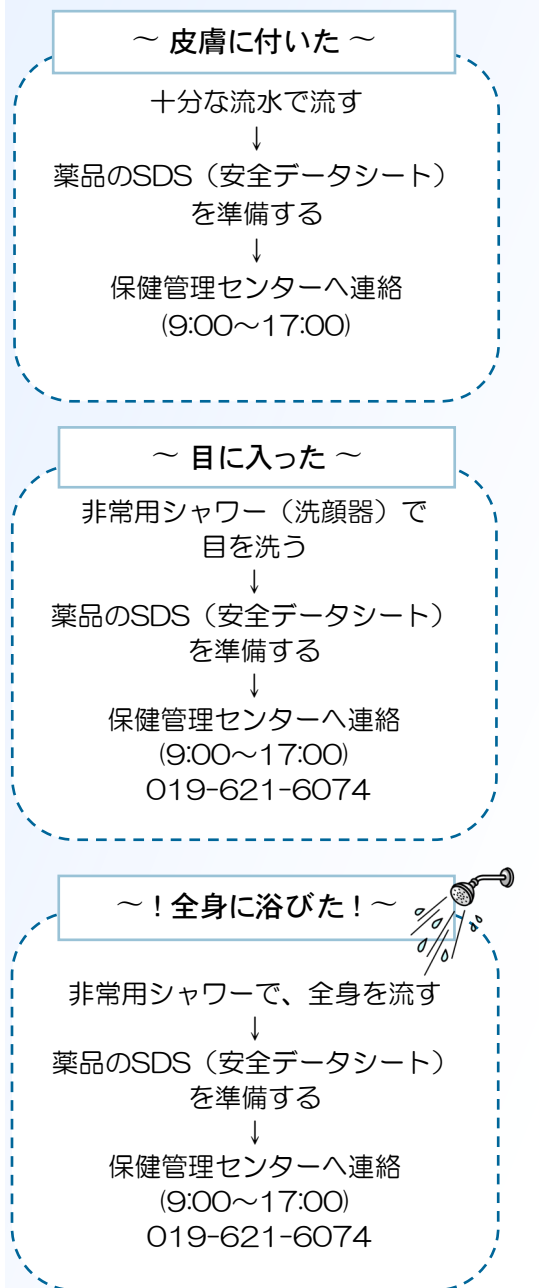 ～ 皮膚に付いた ～
十分な流水で流す
↓
薬品のSDS（安全データシート）
を準備する
↓
保健管理センターへ連絡
(9:00～17:00)
～ 目に入った ～
非常用シャワー（洗顔器）で
目を洗う
↓
薬品のSDS（安全データシート）
を準備する
↓
保健管理センターへ連絡
(9:00～17:00)
019-621-6074
～！全身に浴びた！～
非常用シャワーで、全身を流す
↓
薬品のSDS（安全データシート）
を準備する
↓
保健管理センターへ連絡
(9:00～17:00)
019-621-6074